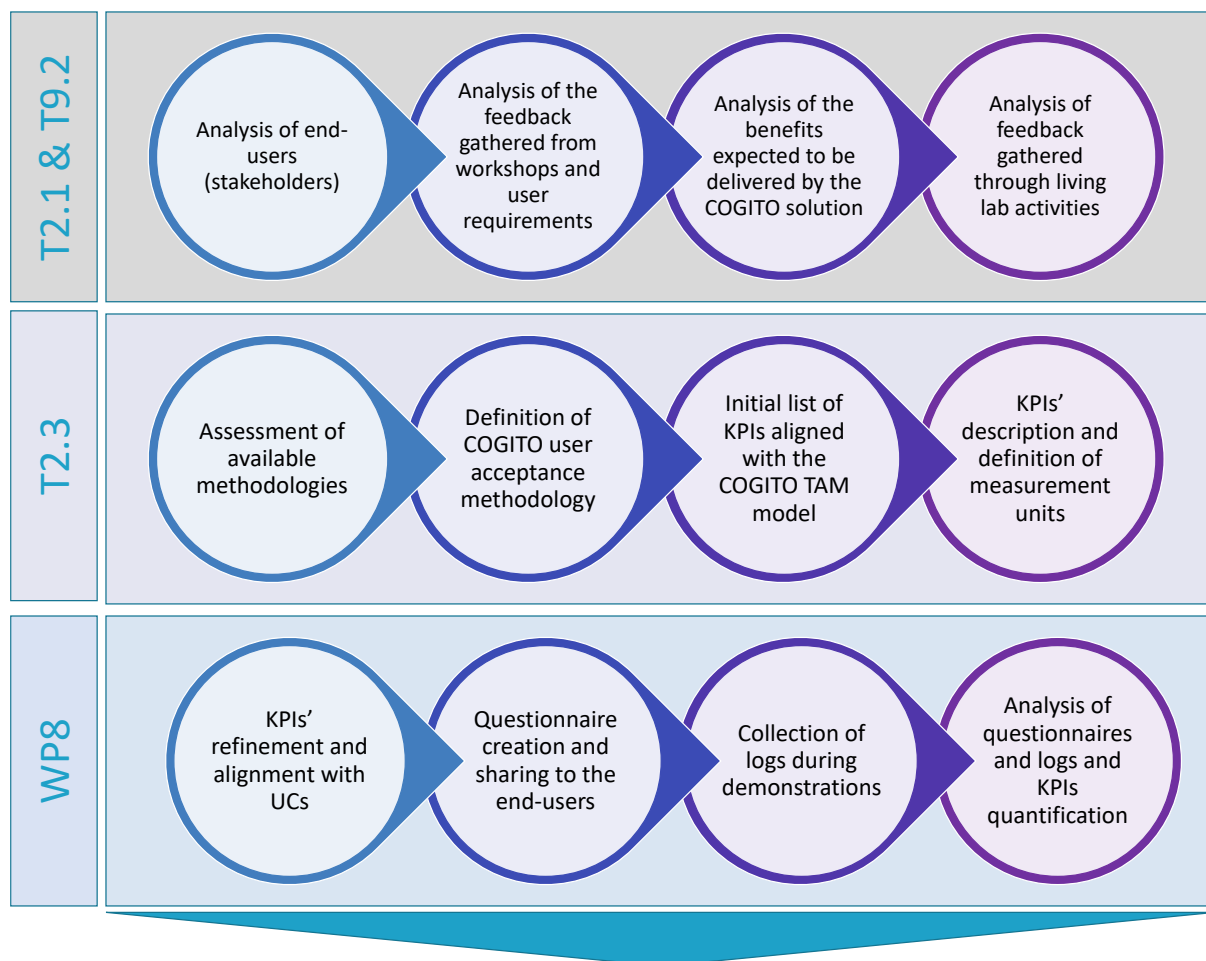 T2.1 & T9.2
Analysis of end-
users
(stakeholders)
Analysis of the
feedback
gathered from
workshops and
user
requirements
Analysis of the
benefits
expected to be
delivered by the
COGITO solution
Analysis of
feedback
gathered
through living
lab activities
T2.3
Assessment of
available
methodologies
Definition of
COGITO user
acceptance
methodology
Initial list of
KPIs aligned
with the
COGITO TAM
model
KPIs’
description and
definition of
measurement
units
WP8
KPIs’
refinement and
alignment with
UCs
Questionnaire
creation and
sharing to the
end-users
Collection of
logs during
demonstrations
Analysis of
questionnaires
and logs and
KPIs
quantification